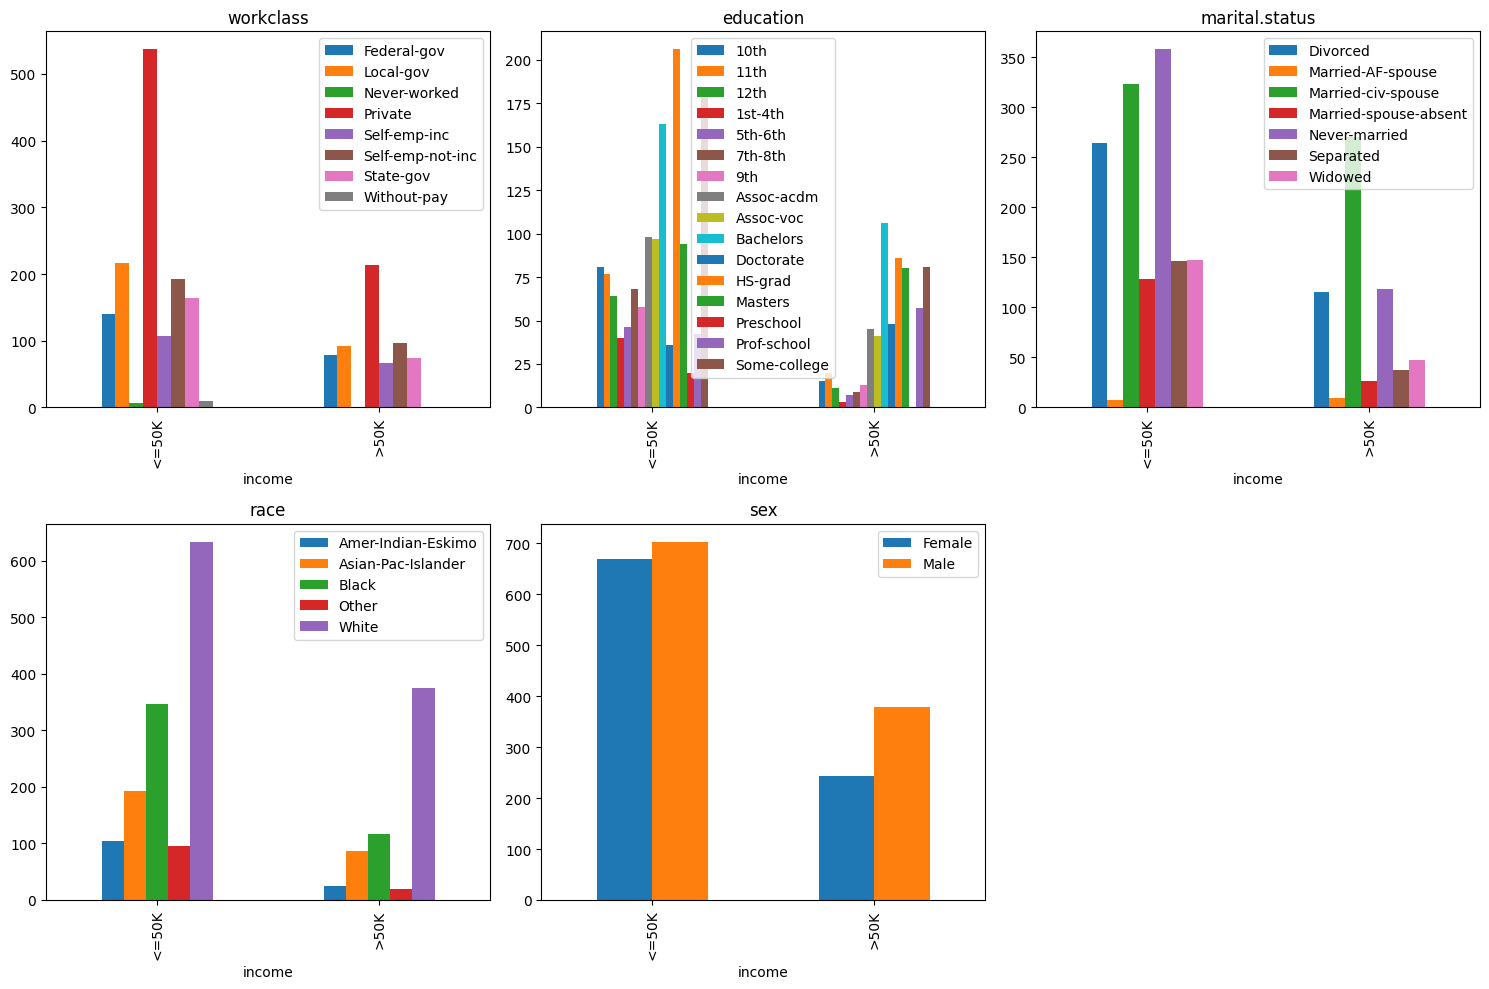 workclass
500
400
300
200
100
0
Federal-gov
Local-gov
Never-worked
Private
Self-emp-inc
Self-emp-not-inc
State-gov
Without-pay
<=50K
>50K
income
education
200
175
150
125
100
75
50
25
0
10th
11th
12th
1st-4th
5th-6th
7th-8th
9th
Assoc-acdm
Assoc-voc
Bachelors
Doctorate
HS-grad
Masters
Preschool
Prof-school
Some-college
<=50K
>50K
income
marital.status
350
300
250
200
150
100
50
0
Divorced
Married-AF-spouse
Married-civ-spouse
Married-spouse-absent
Never-married
Separated
Widowed
<=50K
>50K
income
race
600
500
400
300
200
100
0
Amer-Indian-Eskimo
Asian-Pac-Islander
Black
Other
White
<=50K
>50K
income
sex
700
600
500
400
300
200
100
0
Female
Male
<=50K
>50K
income